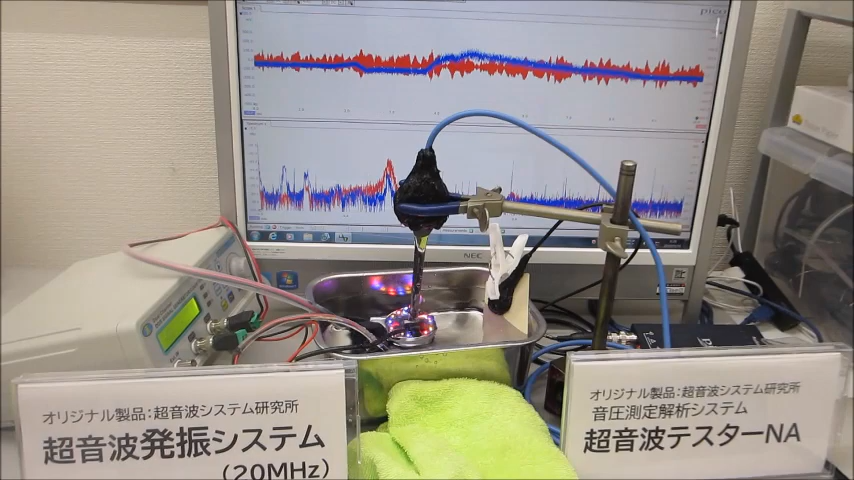 pico
NEC
オリジナル製品:超音波システム研究所
超音波発振システム
(20MHz)
オリジナル製品:超音波システム研究所
音圧測定解析システム
超音波テスターNA